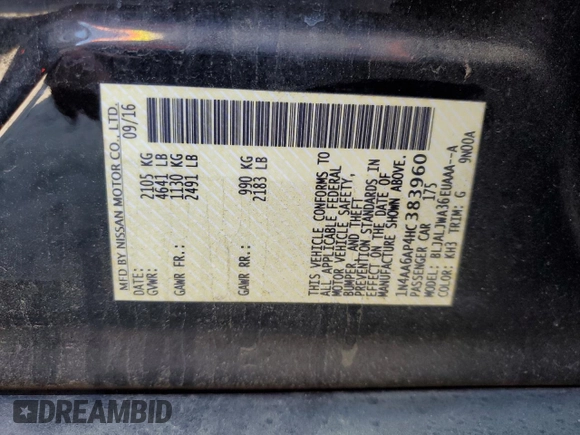 MFD BY NISSAN MOTOR CO., LTD.
DATE: 09/16
GVWR: 2105 KG
4641 LB
GAWR FR: 1130 KG
2491 LB
GAWR RR: 990 KG
2183 LB
THIS VEHICLE CONFORMS TO
ALL APPLICABLE FEDERAL
MOTOR VEHICLE SAFETY,
BUMPER, AND THEFT
PREVENTION STANDARDS IN
EFFECT ON THE DATE OF
MANUFACTURE SHOWN ABOVE.
1N4AA6AP4HC383960
PASSENGER CAR 175
MODEL: BLJALJWA36EUAAA--A
COLOR: KH3 TRIM: G 9N00A
DREAMBID